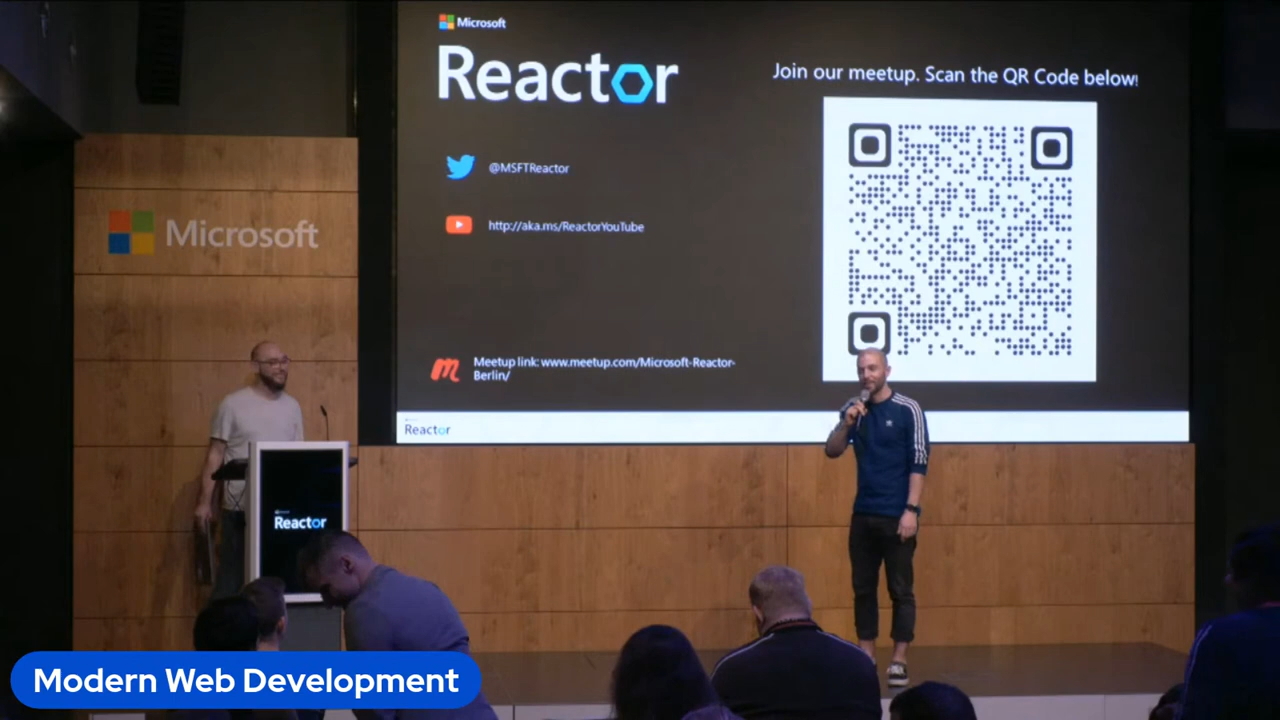 Microsoft
Reactor
Join our meetup. Scan the QR Code below!
@MSFTReactor
http://aka.ms/ReactorYouTube
Meetup link: www.meetup.com/Microsoft-Reactor-
Berlin/
Reactor
Microsoft
Reactor
Modern Web Development